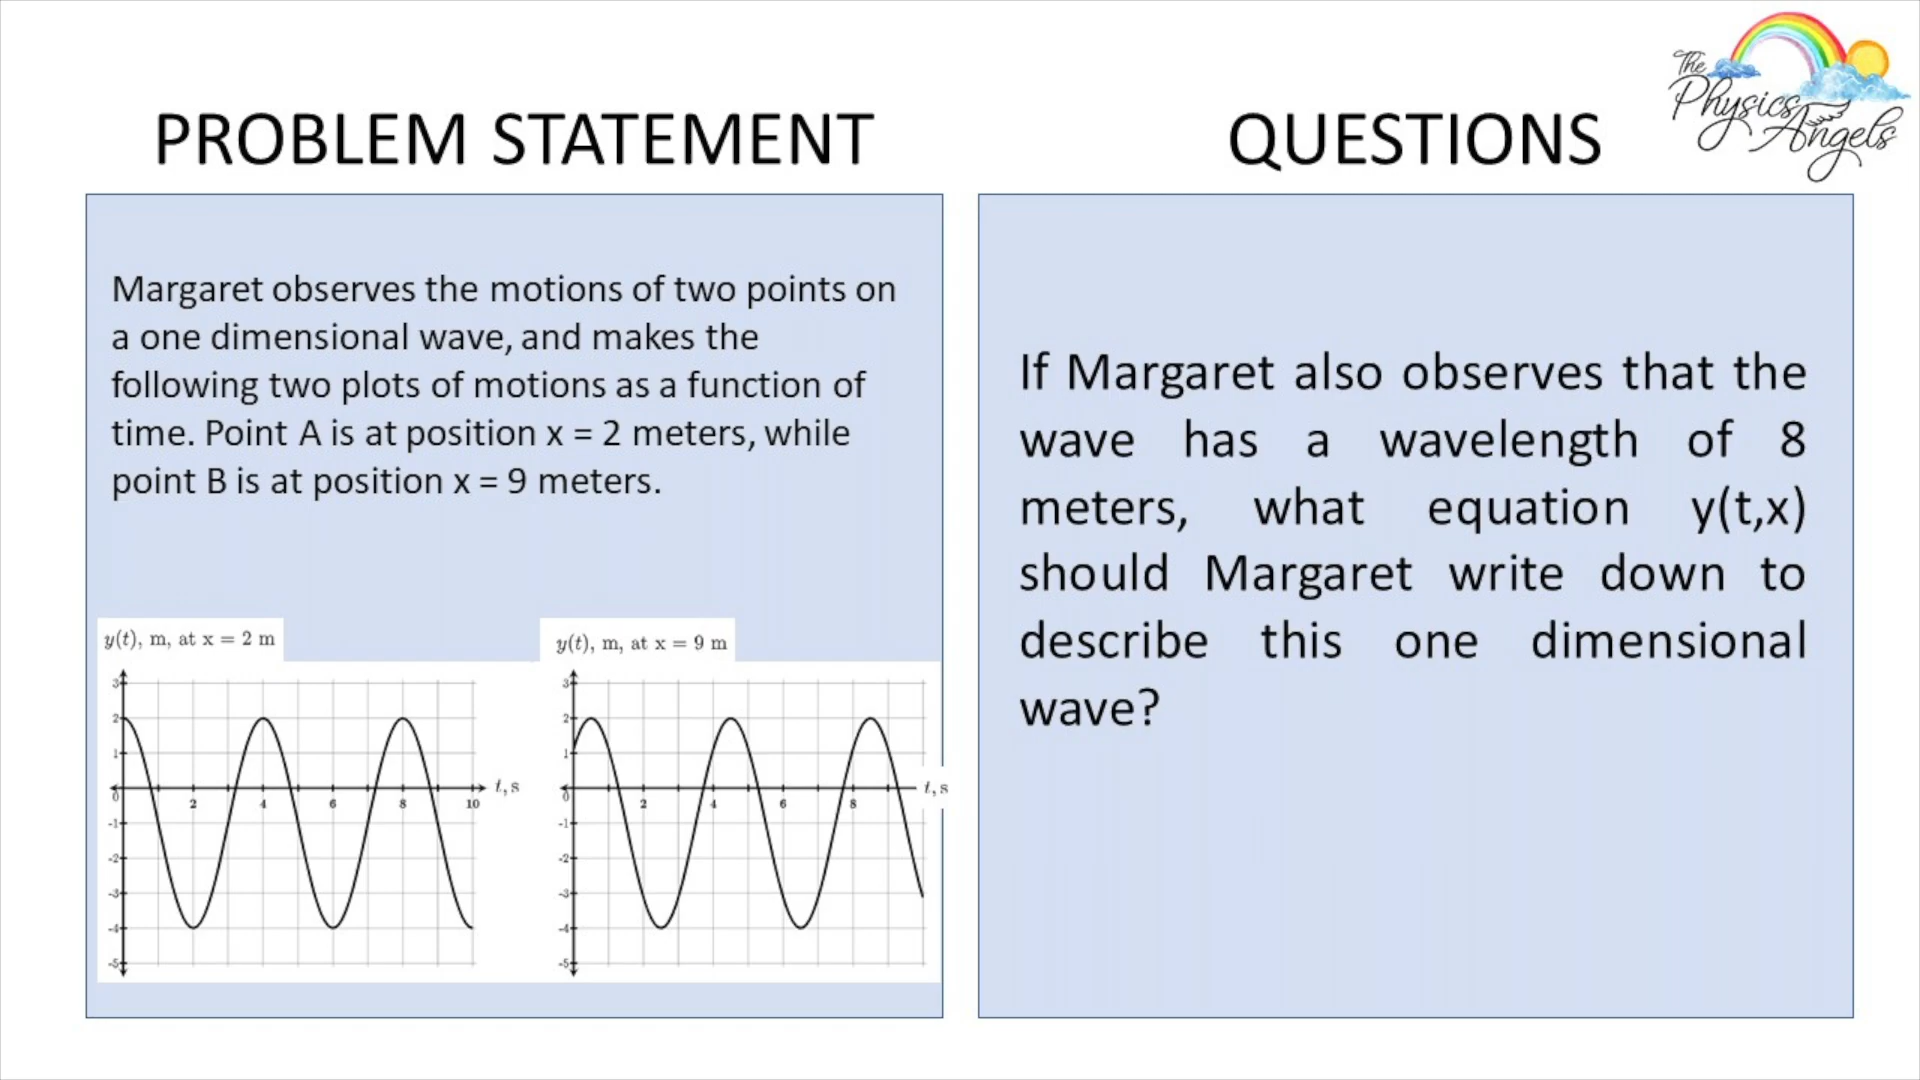 The
Physics
Angels
PROBLEM STATEMENT
QUESTIONS
Margaret observes the motions of two points on
a one dimensional wave, and makes the
following two plots of motions as a function of
time. Point A is at position x = 2 meters, while
point B is at position x = 9 meters.
y(t), m, at x = 2 m
3
2
1
0
-1
-2
-3
-4
-5
2
4
6
8
10
t, s
y(t), m, at x = 9 m
3
2
1
0
-1
-2
-3
-4
-5
2
4
6
8
t, s
If Margaret also observes that the
wave has a wavelength of 8
meters, what equation y(t,x)
should Margaret write down to
describe this one dimensional
wave?